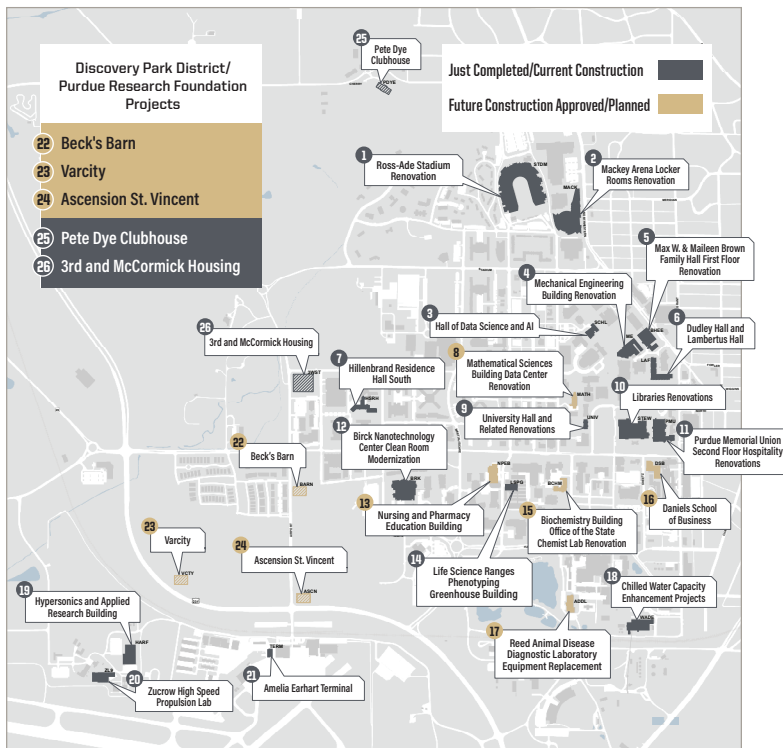 Discovery Park District/
Purdue Research Foundation
Projects
22 Beck's Barn
23 Varcity
24 Ascension St. Vincent
25 Pete Dye Clubhouse
26 3rd and McCormick Housing
Just Completed/Current Construction
Future Construction Approved/Planned
25
Pete Dye
Clubhouse
PDYE
1
Ross-Ade Stadium
Renovation
STDM
2
Mackey Arena Locker
Rooms Renovation
MACK
5
Max W. & Maileen Brown
Family Hall First Floor
Renovation
4
Mechanical Engineering
Building Renovation
3
Hall of Data Science and AI
SCHL
ME
BHEE
6
Dudley Hall and
Lambertus Hall
LAF
26
3rd and McCormick
Housing
7
Hillenbrand Residence
Hall South
HSRH
8
Mathematical Sciences
Building Data Center
Renovation
MATH
9
University Hall and
Related Renovations
UNIV
10
Libraries Renovations
STEW
PMU
11
Purdue Memorial Union
Second Floor Hospitality
Renovations
12
Birck Nanotechnology
Center Clean Room
Modernization
BRK
22
Beck's Barn
BARN
13
Nursing and Pharmacy
Education Building
NPEB
LSPG
BCHM
DSB
15
Biochemistry Building
Office of the State
Chemist Lab Renovation
16
Daniels School
of Business
23
Varcity
VCTY
24
Ascension St. Vincent
ASCN
14
Life Science Ranges
Phenotyping
Greenhouse Building
18
Chilled Water Capacity
Enhancement Projects
WADE
ADDL
17
Reed Animal Disease
Diagnostic Laboratory
Equipment Replacement
19
Hypersonics and Applied
Research Building
HARF
ZL9
20
Zucrow High Speed
Propulsion Lab
TERM
21
Amelia Earhart Terminal